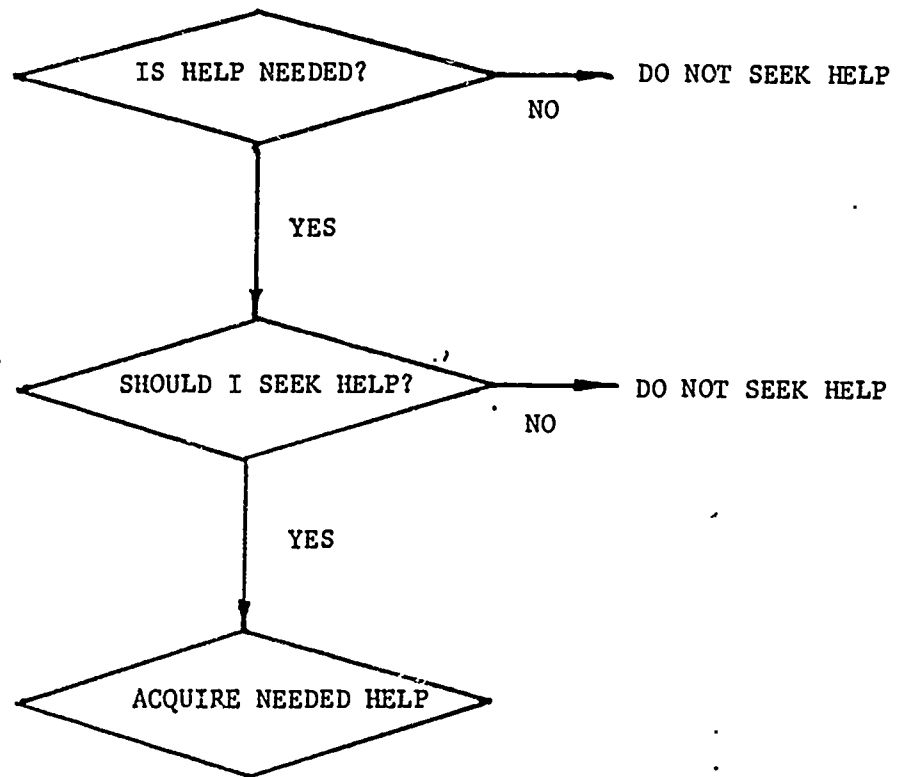 IS HELP NEEDED?
DO NOT SEEK HELP
NO
YES
SHOULD I SEEK HELP?
DO NOT SEEK HELP
NO
YES
ACQUIRE NEEDED HELP